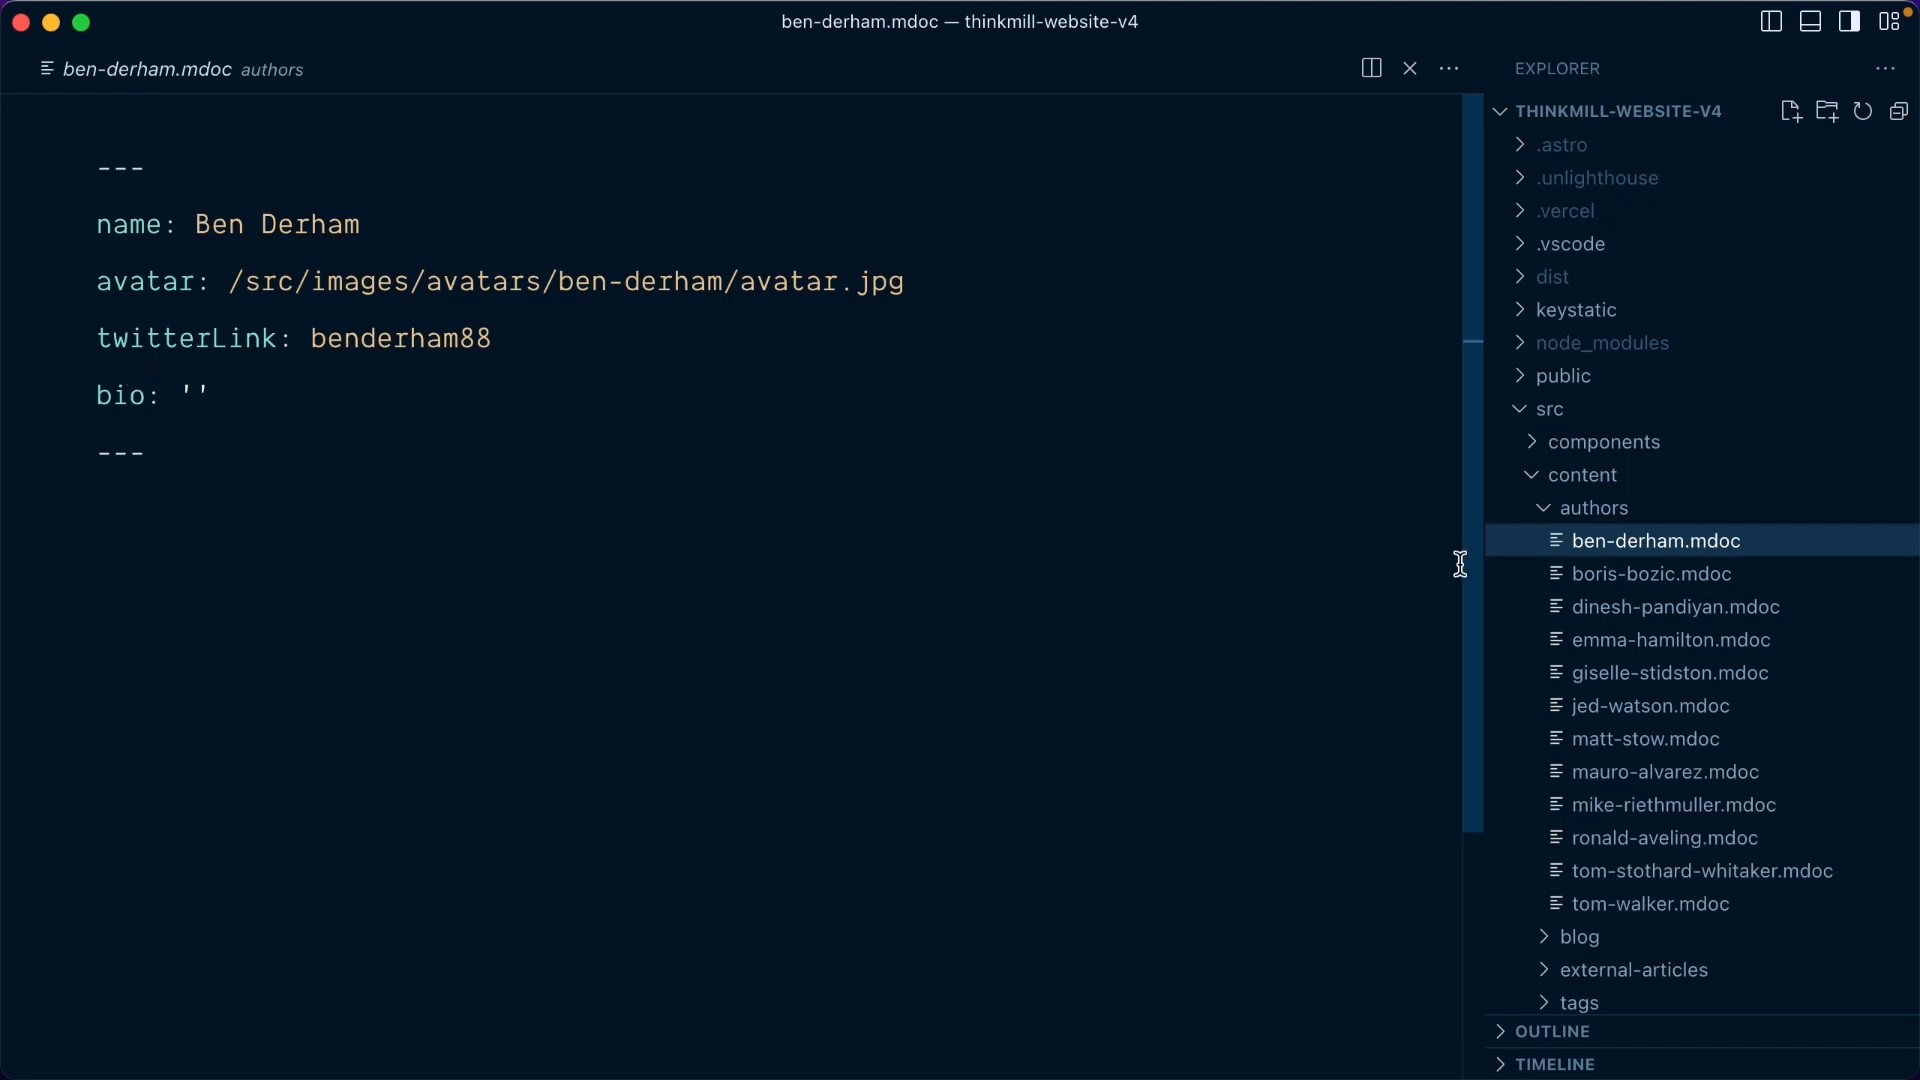 ben-derham.mdoc — thinkmill-website-v4
ben-derham.mdoc authors
---
name: Ben Derham
avatar: /src/images/avatars/ben-derham/avatar.jpg
twitterLink: benderham88
bio: ''
---
EXPLORER
THINKMILL-WEBSITE-V4
.astro
.unlighthouse
.vercel
.vscode
dist
keystatic
node_modules
public
src
components
content
authors
ben-derham.mdoc
boris-bozic.mdoc
dinesh-pandiyan.mdoc
emma-hamilton.mdoc
giselle-stidston.mdoc
jed-watson.mdoc
matt-stow.mdoc
mauro-alvarez.mdoc
mike-riethmuller.mdoc
ronald-aveling.mdoc
tom-stothard-whitaker.mdoc
tom-walker.mdoc
blog
external-articles
tags
OUTLINE
TIMELINE